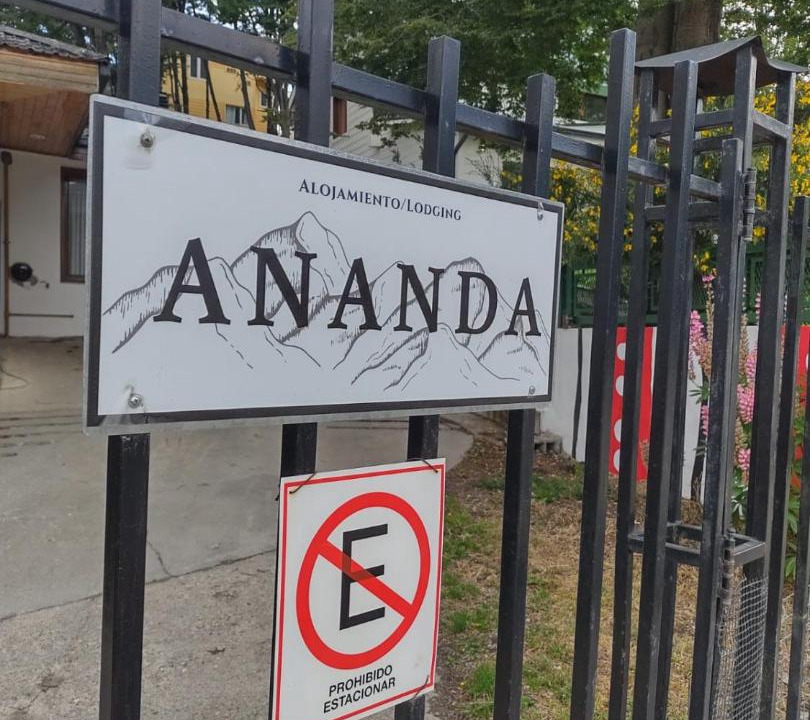 Alojamiento/Lodging
ANANDA
E
PROHIBIDO
ESTACIONAR